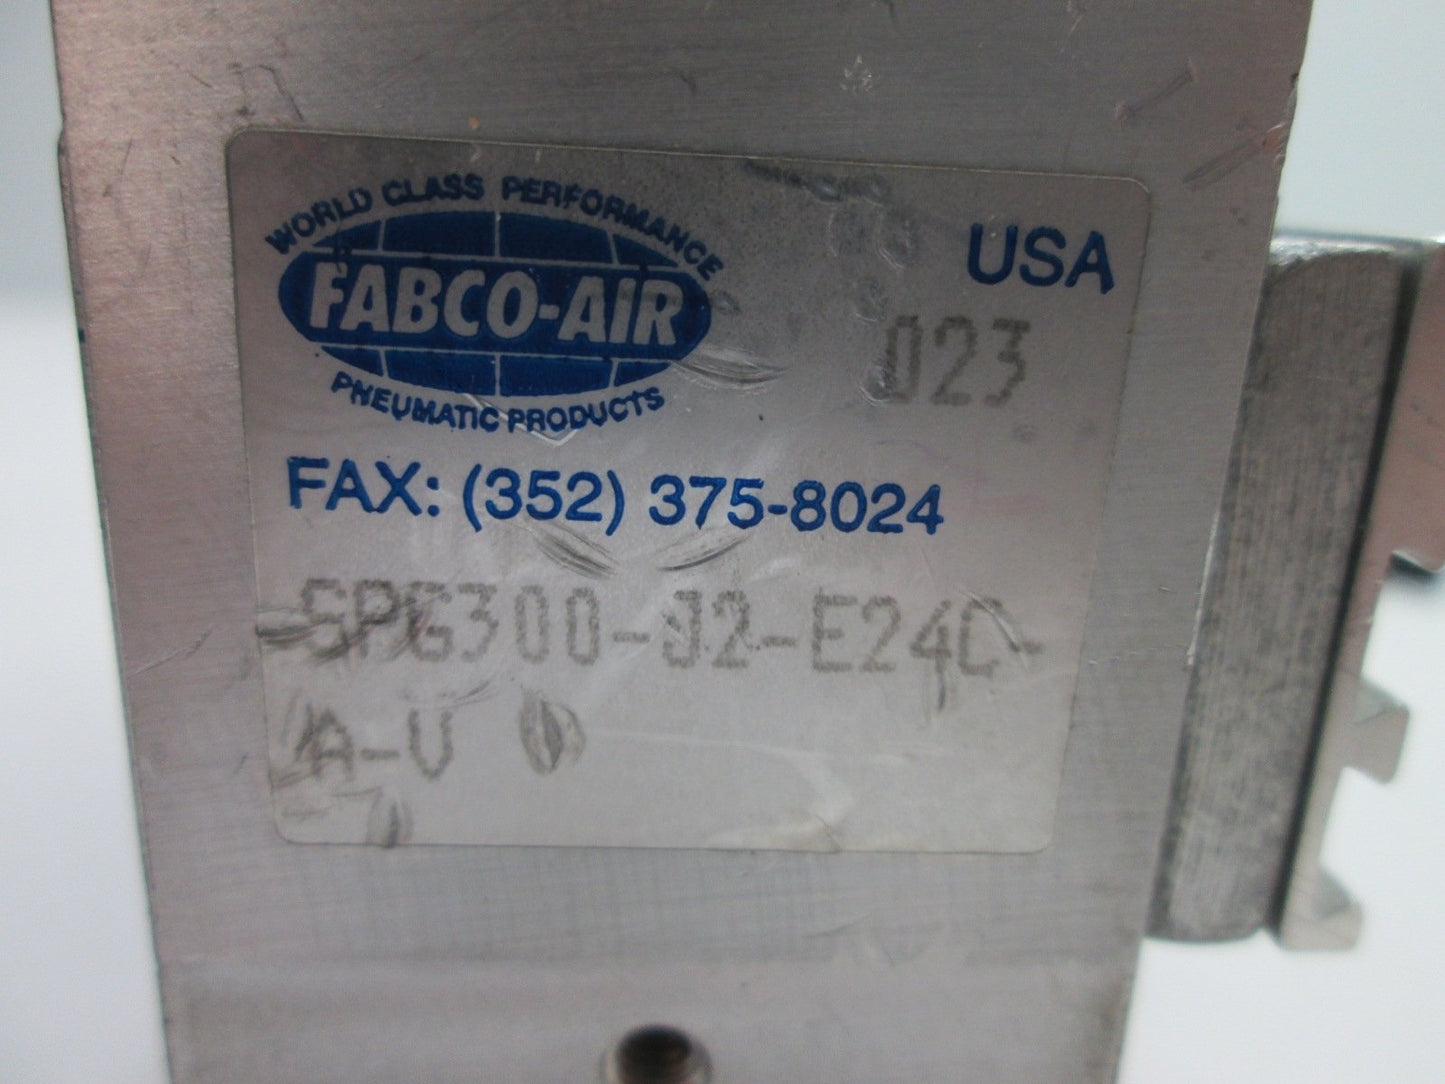 WORLD CLASS PERFORMANCE
FABCO-AIR
PNEUMATIC PRODUCTS
USA
023
FAX: (352) 375-8024
-SPG300-J2-E24C-
A-V